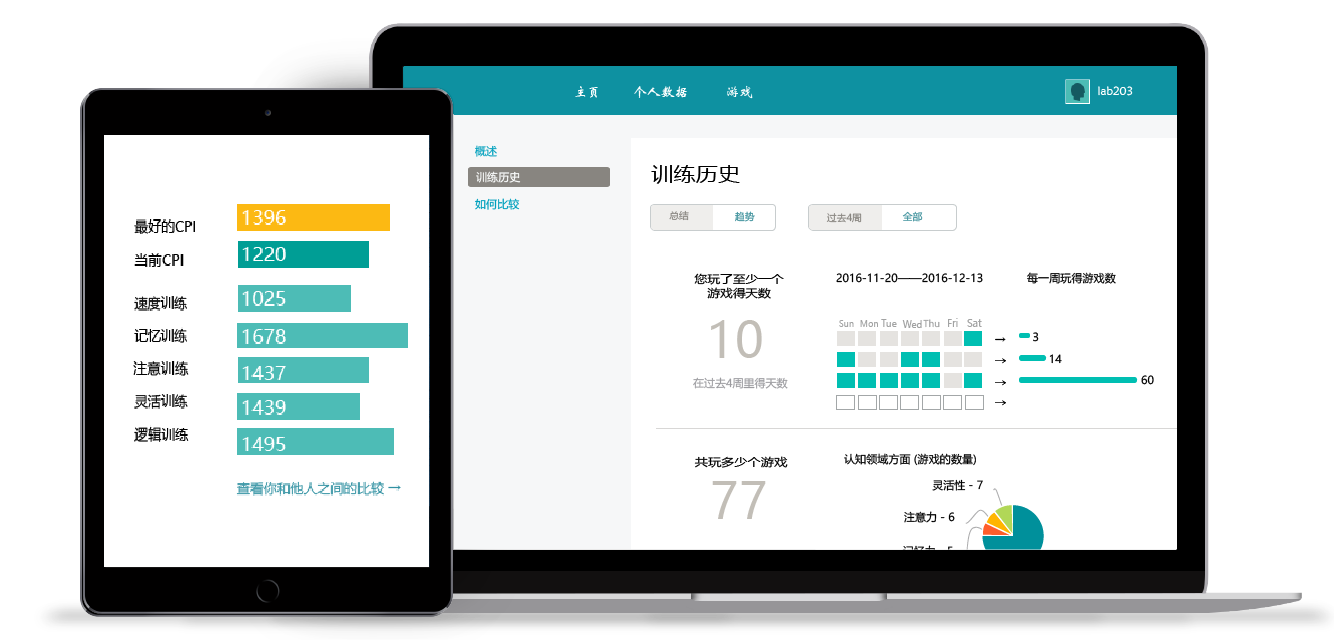 最好的CPI 1396
当前CPI 1220
速度训练 1025
记忆训练 1678
注意训练 1437
灵活训练 1439
逻辑训练 1495
查看你和他人之间的比较 →
主页 个人数据 游戏 lab203
概述
训练历史
如何比较
训练历史
总结 趋势 过去4周 全部
您玩了至少一个
游戏得天数
10
在过去4周里得天数
2016-11-20——2016-12-13
Sun Mon Tue Wed Thu Fri Sat
每一周玩得游戏数
→ 3
→ 14
→ 60
→
共玩多少个游戏
77
认知领域方面 (游戏的数量)
灵活性 - 7
注意力 - 6